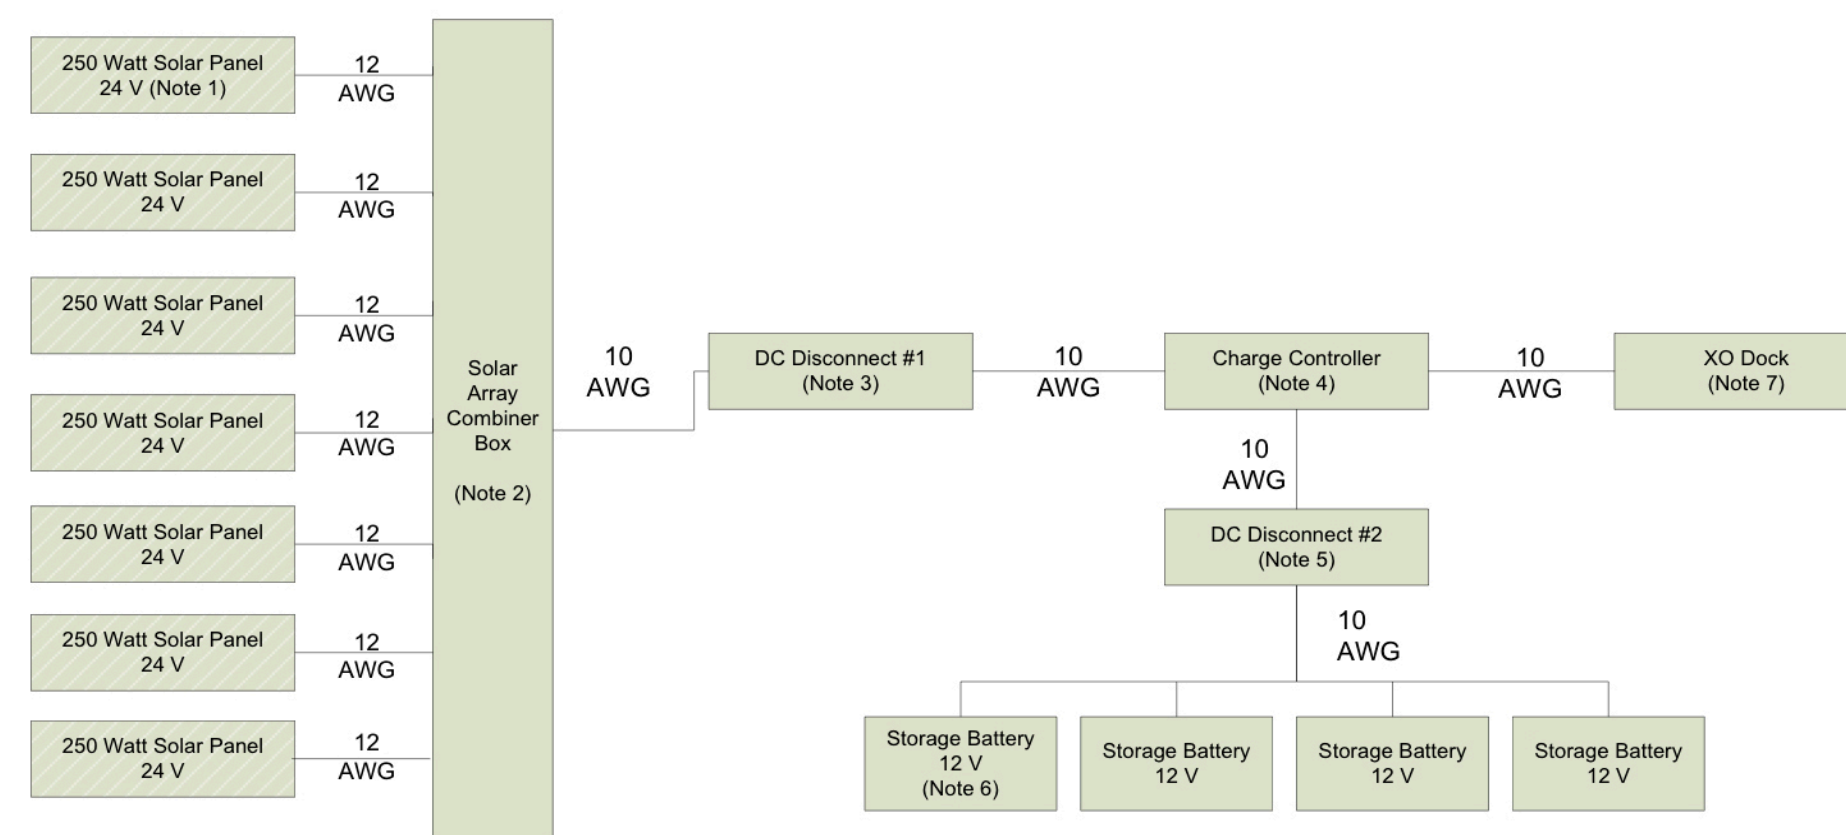 250 Watt Solar Panel
24 V (Note 1)
12
AWG
250 Watt Solar Panel
24 V
12
AWG
250 Watt Solar Panel
24 V
12
AWG
250 Watt Solar Panel
24 V
12
AWG
250 Watt Solar Panel
24 V
12
AWG
250 Watt Solar Panel
24 V
12
AWG
250 Watt Solar Panel
24 V
12
AWG
Solar
Array
Combiner
Box
(Note 2)
10
AWG
DC Disconnect #1
(Note 3)
10
AWG
Charge Controller
(Note 4)
10
AWG
XO Dock
(Note 7)
10
AWG
DC Disconnect #2
(Note 5)
10
AWG
Storage Battery
12 V
(Note 6)
Storage Battery
12 V
Storage Battery
12 V
Storage Battery
12 V